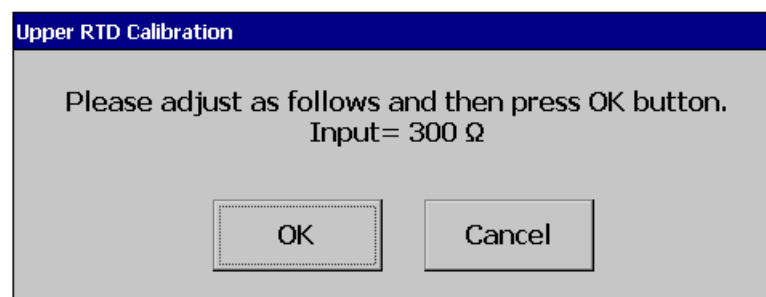 Upper RTD Calibration
Please adjust as follows and then press OK button.
Input= 300 Ω
OK
Cancel